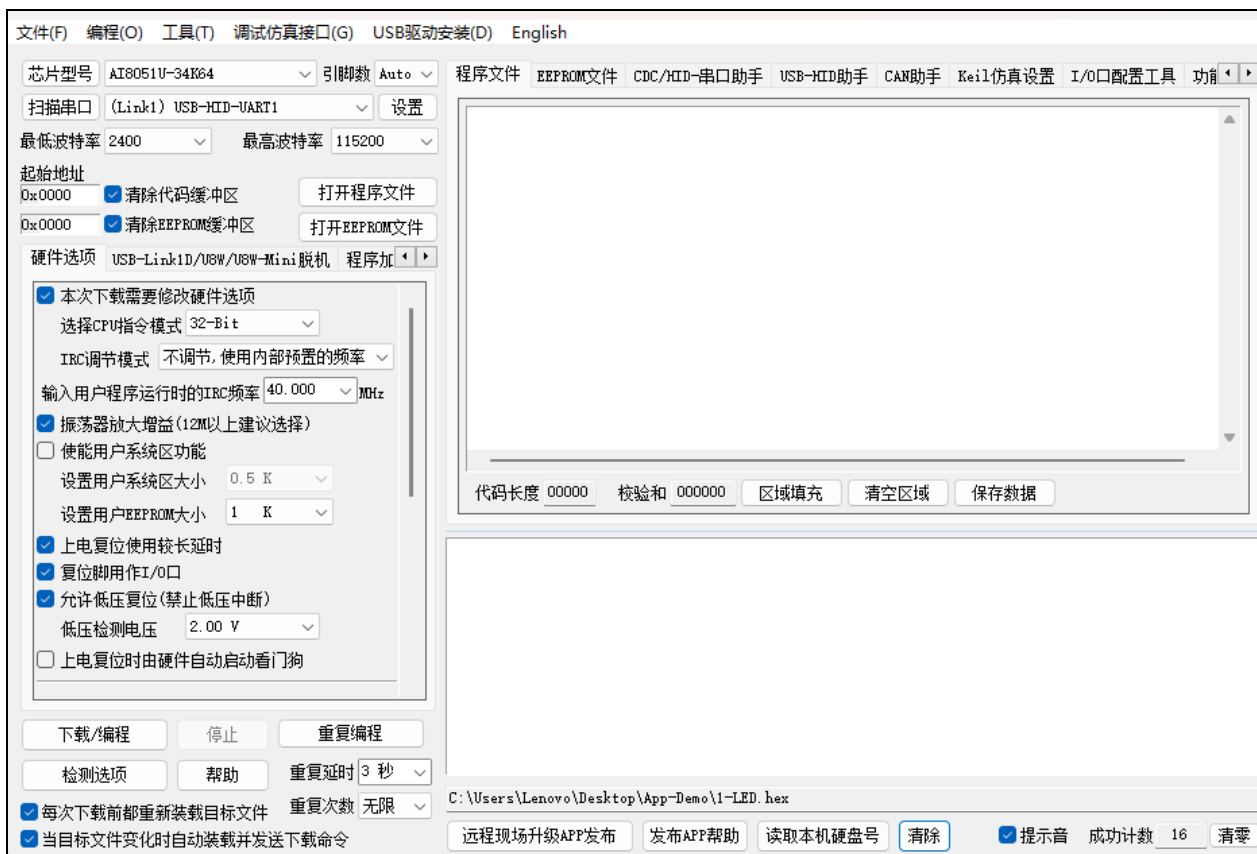 文件(F) 编程(O) 工具(T) 调试仿真接口(G) USB驱动安装(D) English
芯片型号 AI8051U-34K64 引脚数 Auto
扫描串口 (Link1) USB-HID-UART1 设置
最低波特率 2400 最高波特率 115200
起始地址
0x0000 清除代码缓冲区 打开程序文件
0x0000 清除EEPROM缓冲区 打开EEPROM文件
硬件选项 USB-Link1D/U8W/U8W-Mini脱机 程序加
本次下载需要修改硬件选项
选择CPU指令模式 32-Bit
IRC调节模式 不调节,使用内部预置的频率
输入用户程序运行时的IRC频率 40.000 MHz
振荡器放大增益(12M以上建议选择)
使能用户系统区功能
设置用户系统区大小 0.5 K
设置用户EEPROM大小 1 K
上电复位使用较长延时
复位脚用作I/O口
允许低压复位(禁止低压中断)
低压检测电压 2.00 V
上电复位时由硬件自动启动看门狗
下载/编程 停止 重复编程
检测选项 帮助 重复延时 3 秒
每次下载前都重新装载目标文件 重复次数 无限
当目标文件变化时自动装载并发送下载命令
程序文件 EEPROM文件 CDC/HID-串口助手 USB-HID助手 CAN助手 Keil仿真设置 I/O口配置工具 功能
代码长度 00000 校验和 000000 区域填充 清空区域 保存数据
C:\Users\Lenovo\Desktop\App-Demo\1-LED.hex
远程现场升级APP发布 发布APP帮助 读取本机硬盘号 清除 提示音 成功计数 16 清零